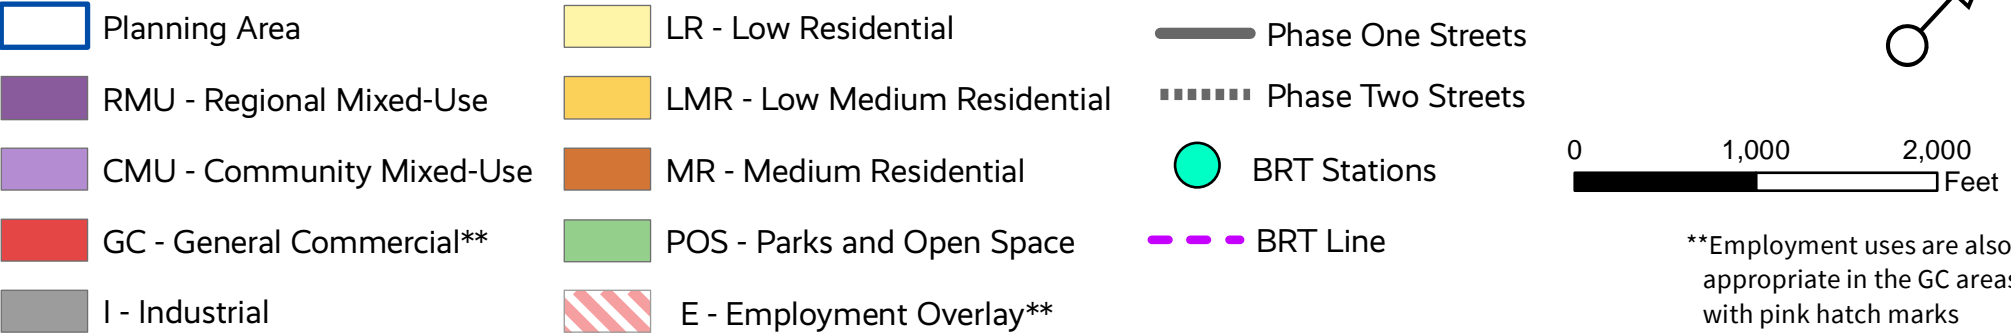 Planning Area
RMU - Regional Mixed-Use
CMU - Community Mixed-Use
GC - General Commercial**
I - Industrial
LR - Low Residential
LMR - Low Medium Residential
MR - Medium Residential
POS - Parks and Open Space
E - Employment Overlay**
Phase One Streets
Phase Two Streets
BRT Stations
BRT Line
0 1,000 2,000
Feet
**Employment uses are also
appropriate in the GC areas
with pink hatch marks